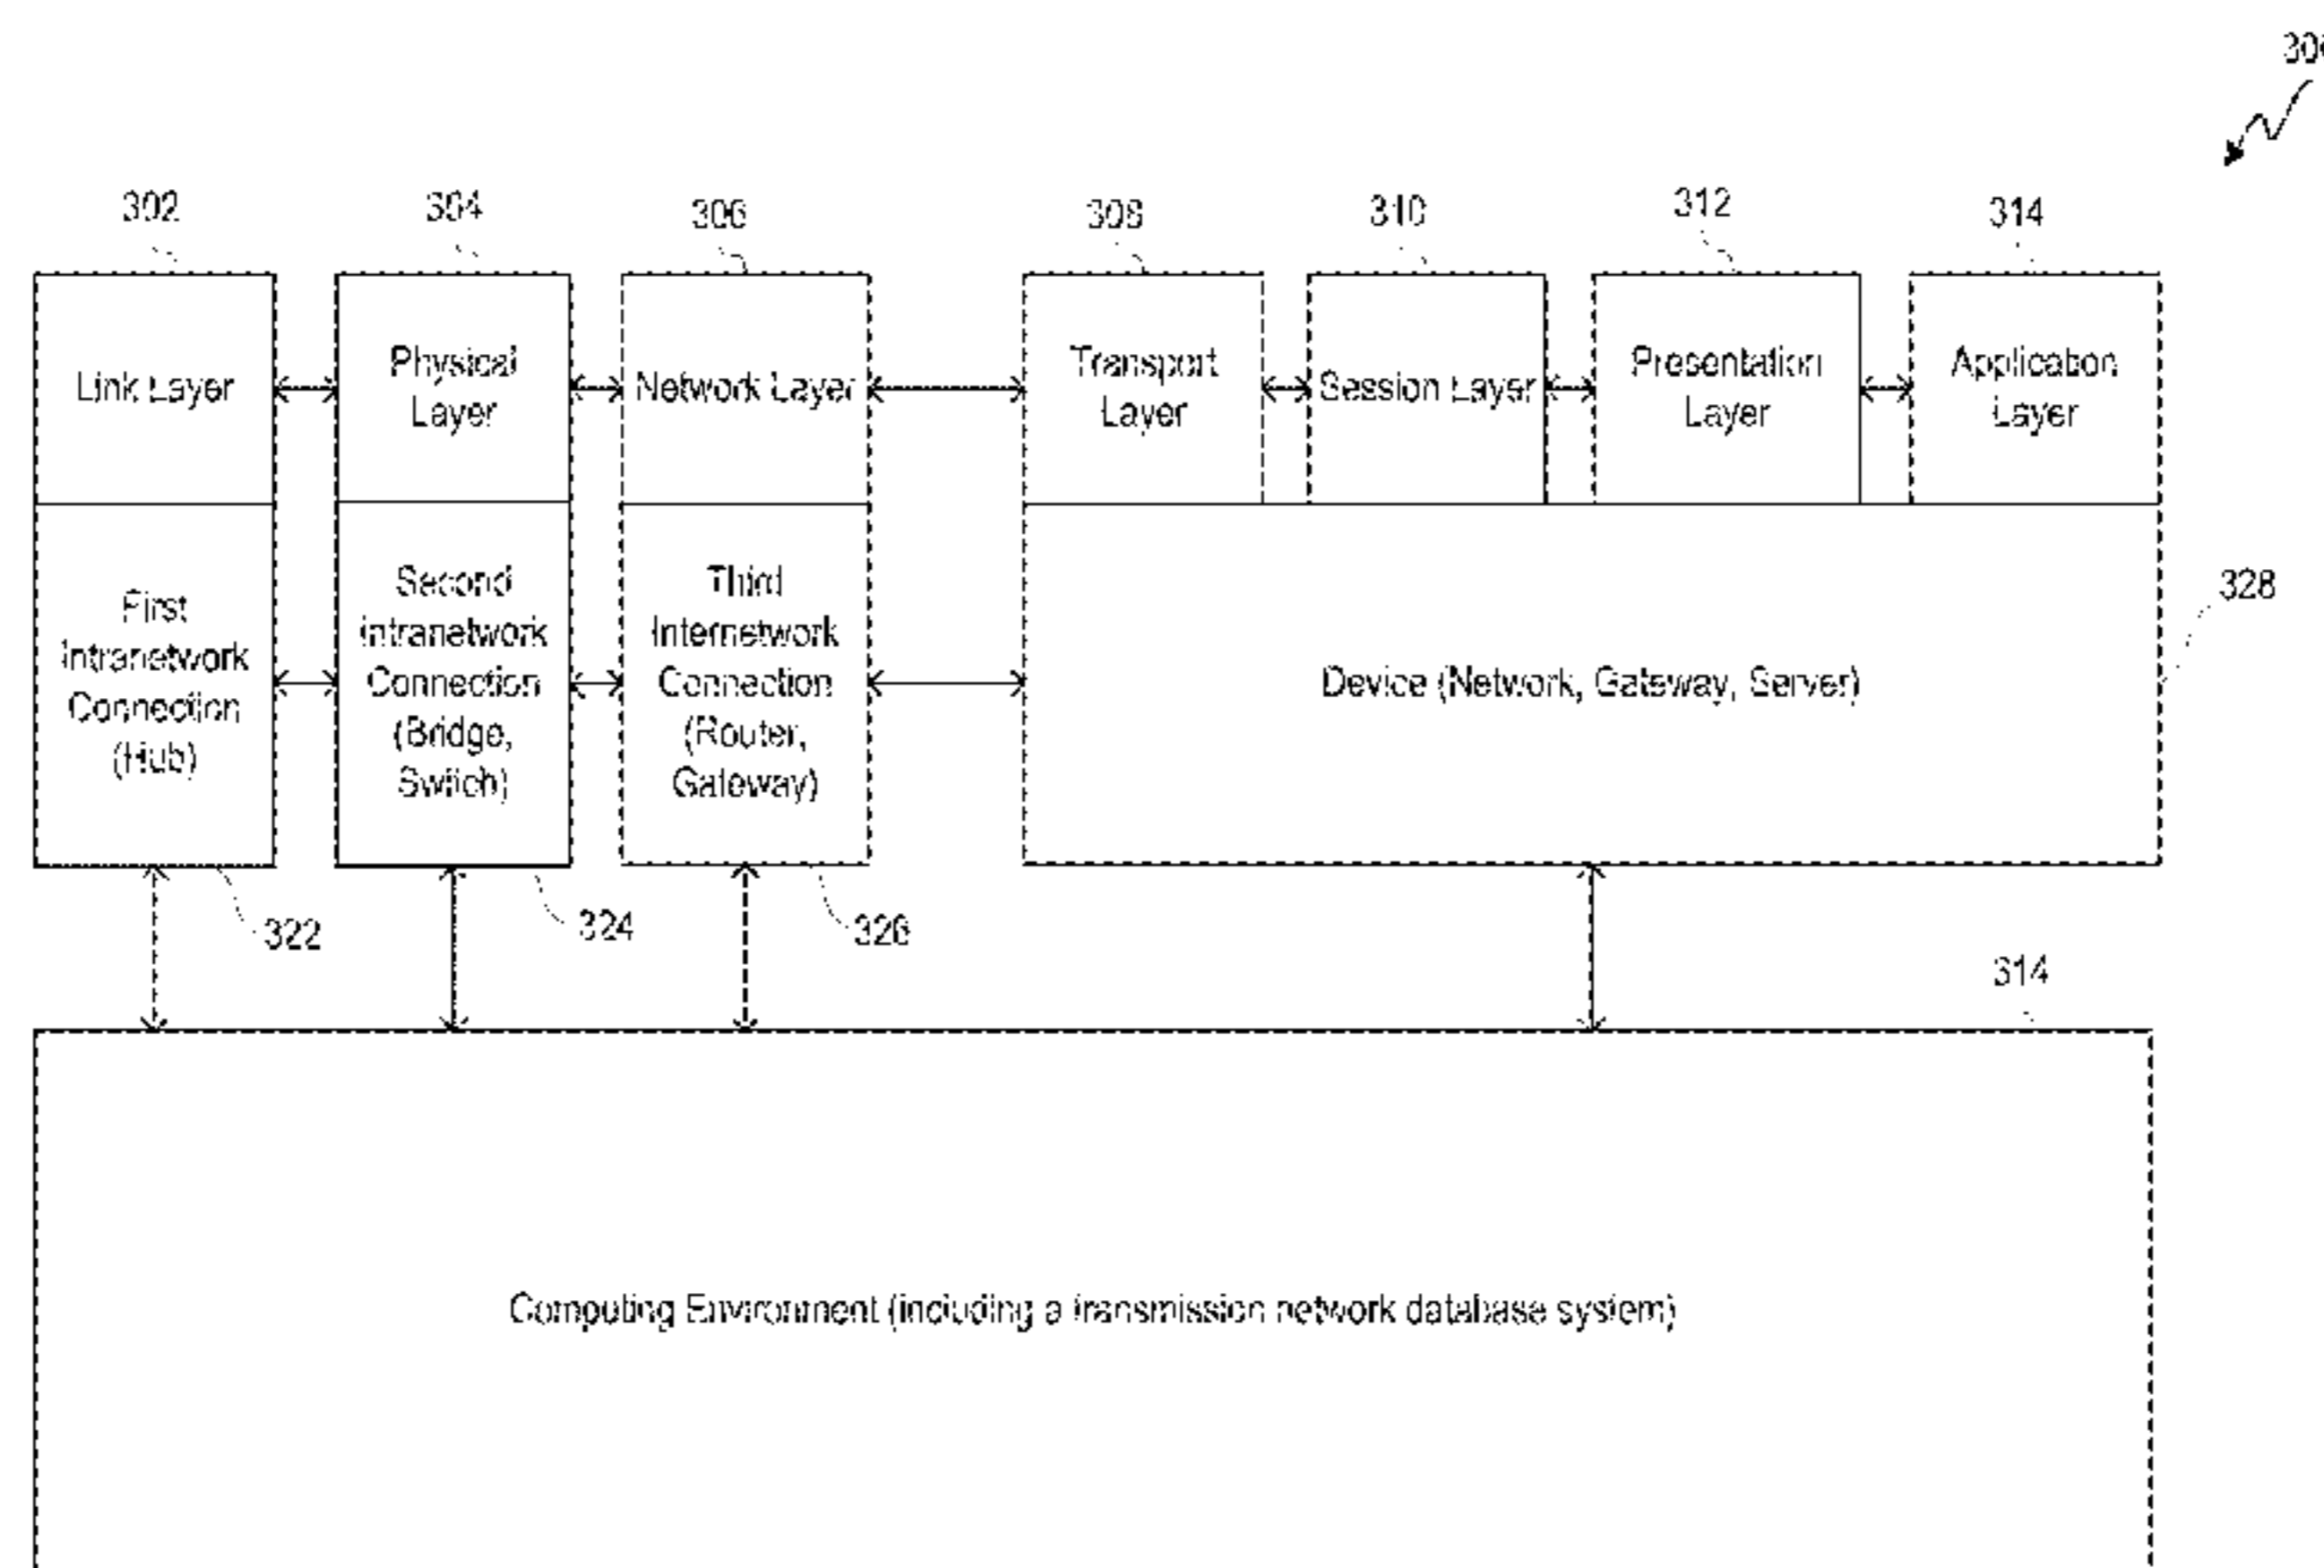 302
304
306
308
310
312
314
Link Layer
Physical
Layer
Network Layer
Transport
Layer
Session Layer
Presentation
Layer
Application
Layer
First
Intranetwork
Connection
(Hub)
Second
Intranetwork
Connection
(Bridge,
Switch)
Third
Internetwork
Connection
(Router,
Gateway)
Device (Network, Gateway, Server)
328
322
324
326
314
Computing Environment (including a transmission network database system)